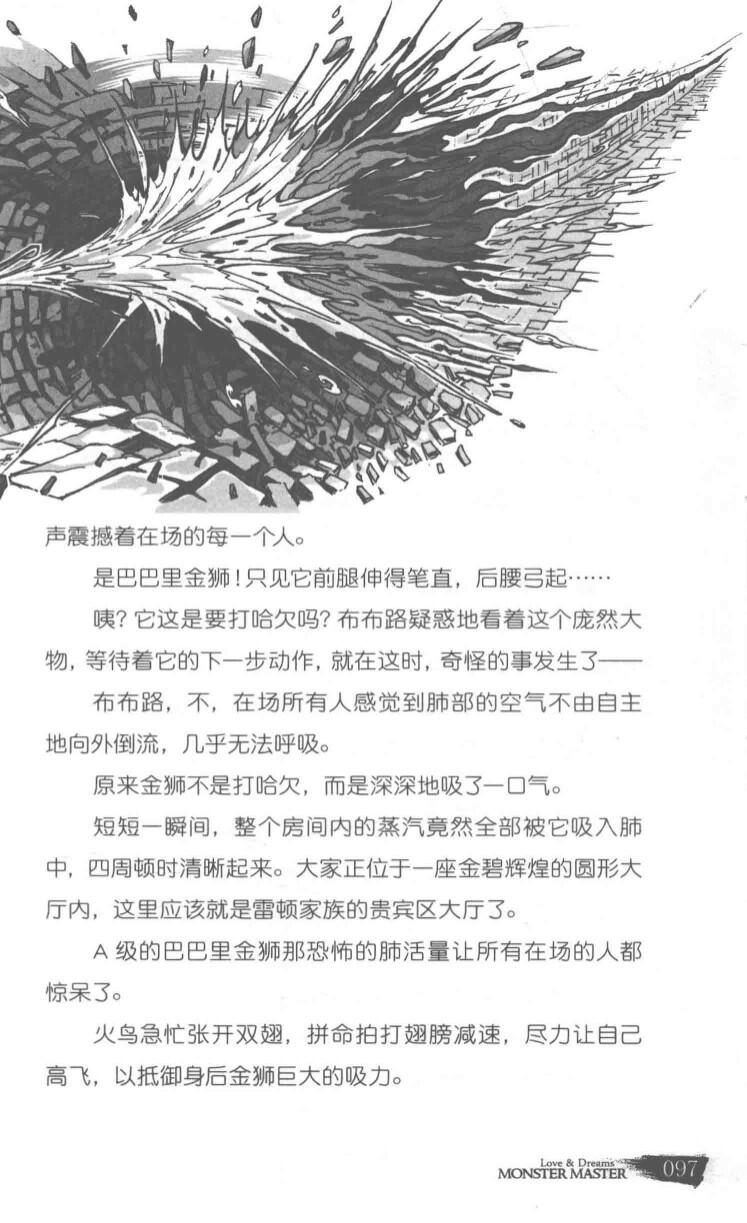 声震撼着在场的每一个人。
是巴巴里金狮！只见它前腿伸得笔直，后腰弓起……
咦？它这是要打哈欠吗？布布路疑惑地看着这个庞然大
物，等待着它的下一步动作，就在这时，奇怪的事发生了——
布布路，不，在场所有人感觉到肺部的空气不由自主
地向外倒流，几乎无法呼吸。
原来金狮不是打哈欠，而是深深地吸了一口气。
短短一瞬间，整个房间内的蒸汽竟然全部被它吸入肺
中，四周顿时清晰起来。大家正位于一座金碧辉煌的圆形大
厅内，这里应该就是雷顿家族的贵宾区大厅了。
A 级的巴巴里金狮那恐怖的肺活量让所有在场的人都
惊呆了。
火鸟急忙张开双翅，拼命拍打翅膀减速，尽力让自己
高飞，以抵御身后金狮巨大的吸力。
Love & Dreams
MONSTER MASTER
097